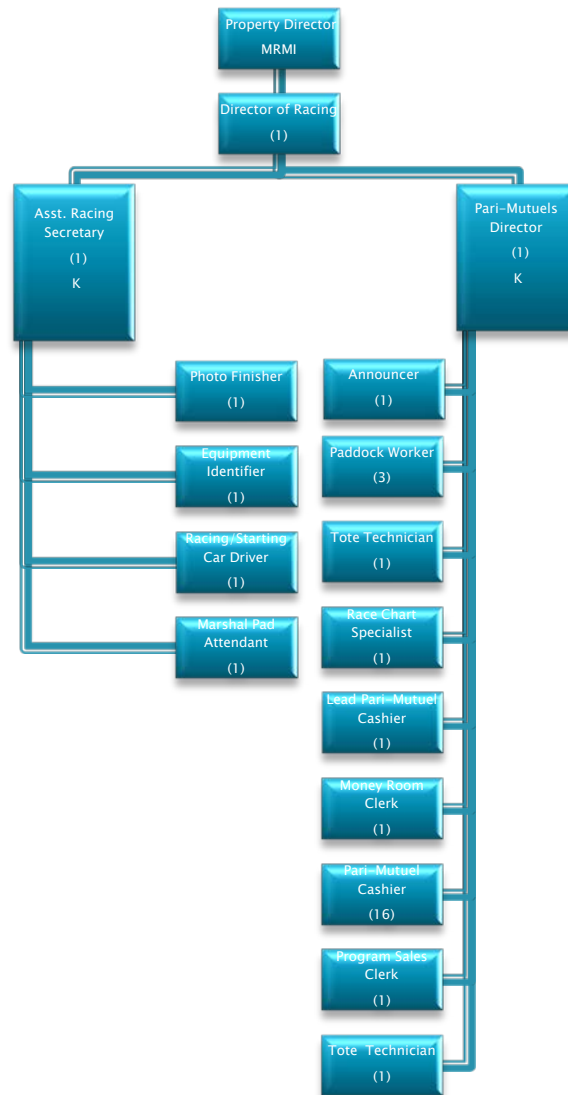 Property Director
MRMI
Director of Racing
(1)
Asst. Racing
Secretary
(1)
K
Pari-Mutuels
Director
(1)
K
Photo Finisher
(1)
Equipment
Identifier
(1)
Racing/Starting
Car Driver
(1)
Marshal Pad
Attendant
(1)
Announcer
(1)
Paddock Worker
(3)
Tote Technician
(1)
Race Chart
Specialist
(1)
Lead Pari-Mutuel
Cashier
(1)
Money Room
Clerk
(1)
Pari-Mutuel
Cashier
(16)
Program Sales
Clerk
(1)
Tote  Technician
(1)